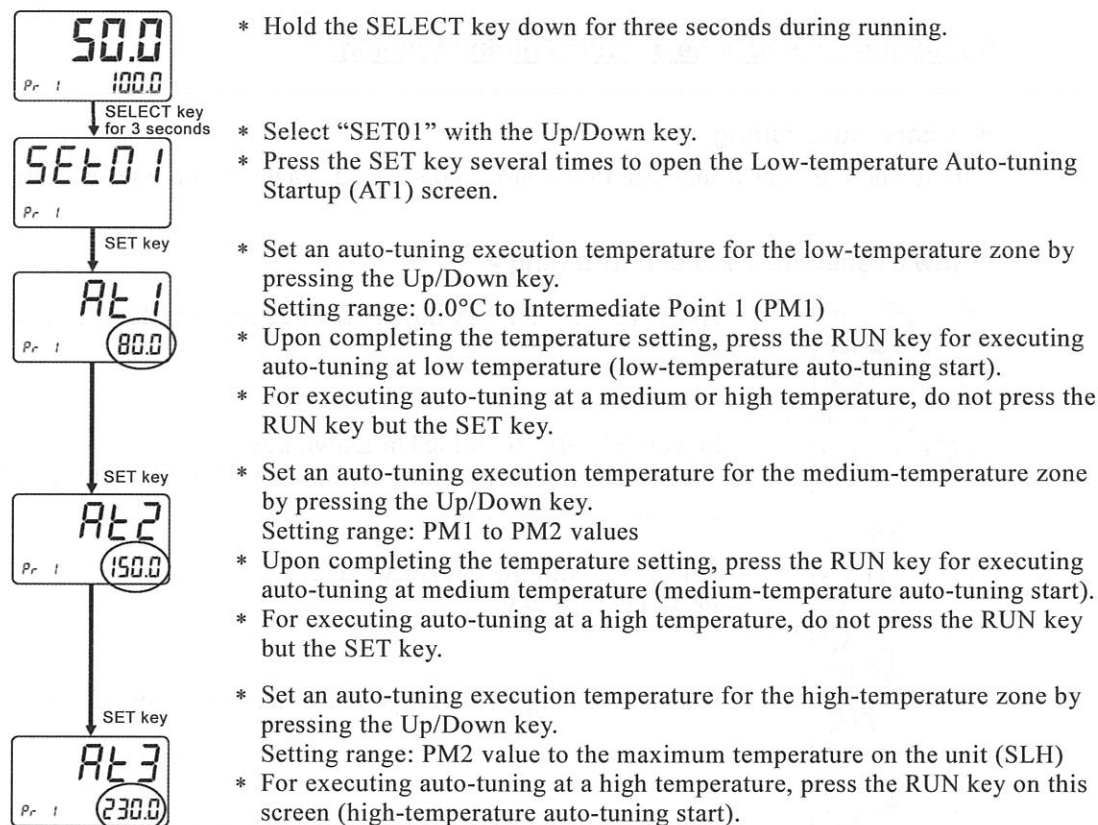 50.0
Pr 1 100.0
SELECT key
for 3 seconds
SEt01
Pr 1
SET key
At1
Pr 1 80.0
SET key
At2
Pr 1 150.0
SET key
At3
Pr 1 230.0
* Hold the SELECT key down for three seconds during running.
* Select “SET01” with the Up/Down key.
* Press the SET key several times to open the Low-temperature Auto-tuning
Startup (AT1) screen.
* Set an auto-tuning execution temperature for the low-temperature zone by
pressing the Up/Down key.
Setting range: 0.0°C to Intermediate Point 1 (PM1)
* Upon completing the temperature setting, press the RUN key for executing
auto-tuning at low temperature (low-temperature auto-tuning start).
* For executing auto-tuning at a medium or high temperature, do not press the
RUN key but the SET key.
* Set an auto-tuning execution temperature for the medium-temperature zone
by pressing the Up/Down key.
Setting range: PM1 to PM2 values
* Upon completing the temperature setting, press the RUN key for executing
auto-tuning at medium temperature (medium-temperature auto-tuning start).
* For executing auto-tuning at a high temperature, do not press the RUN key
but the SET key.
* Set an auto-tuning execution temperature for the high-temperature zone by
pressing the Up/Down key.
Setting range: PM2 value to the maximum temperature on the unit (SLH)
* For executing auto-tuning at a high temperature, press the RUN key on this
screen (high-temperature auto-tuning start).